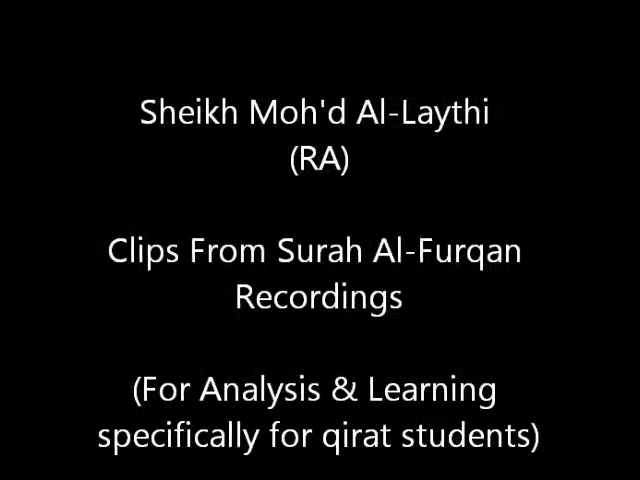 Sheikh Moh'd Al-Laythi
(RA)
Clips From Surah Al-Furqan
Recordings
(For Analysis & Learning
specifically for qirat students)